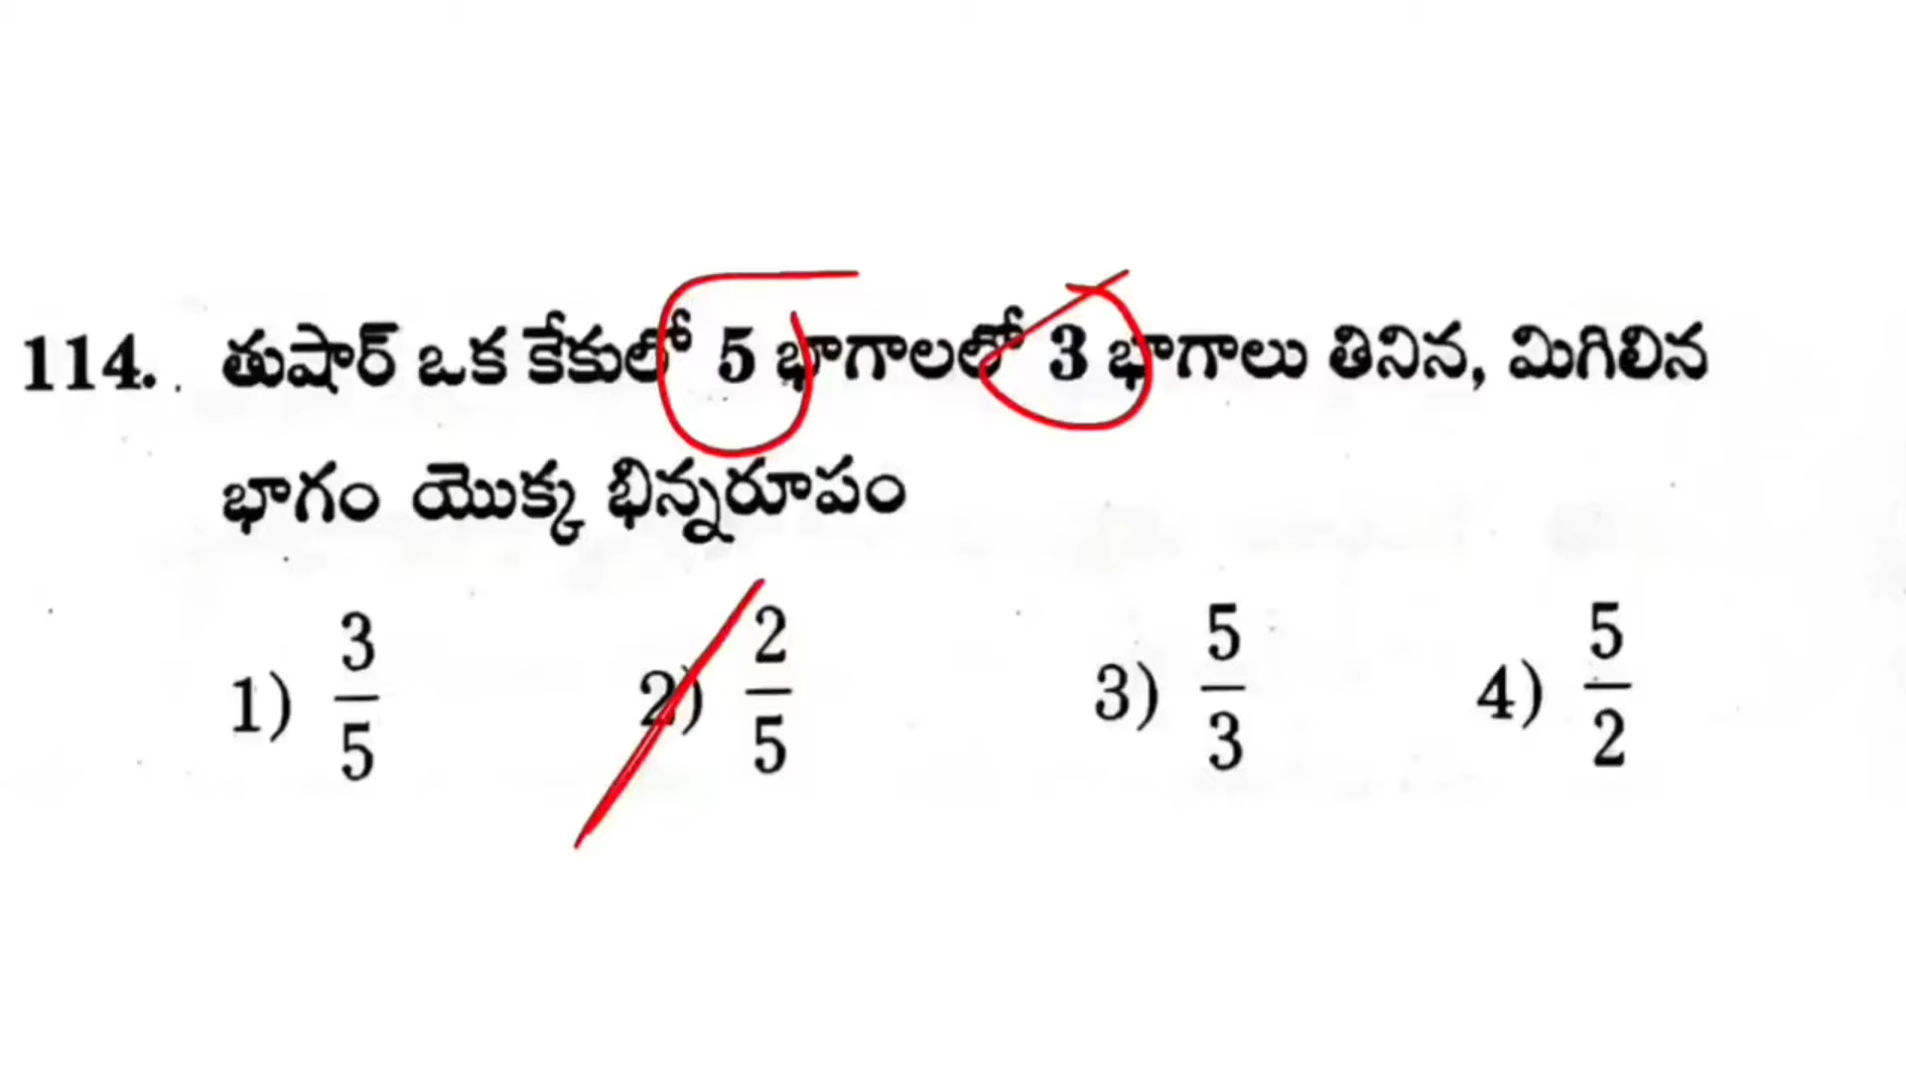 114. తుషార్ ఒక కేకులో 5 భాగాలలో 3 భాగాలు తినిన, మిగిలిన
భాగం యొక్క భిన్నరూపం
1) 3/5 2) 2/5 3) 5/3 4) 5/2